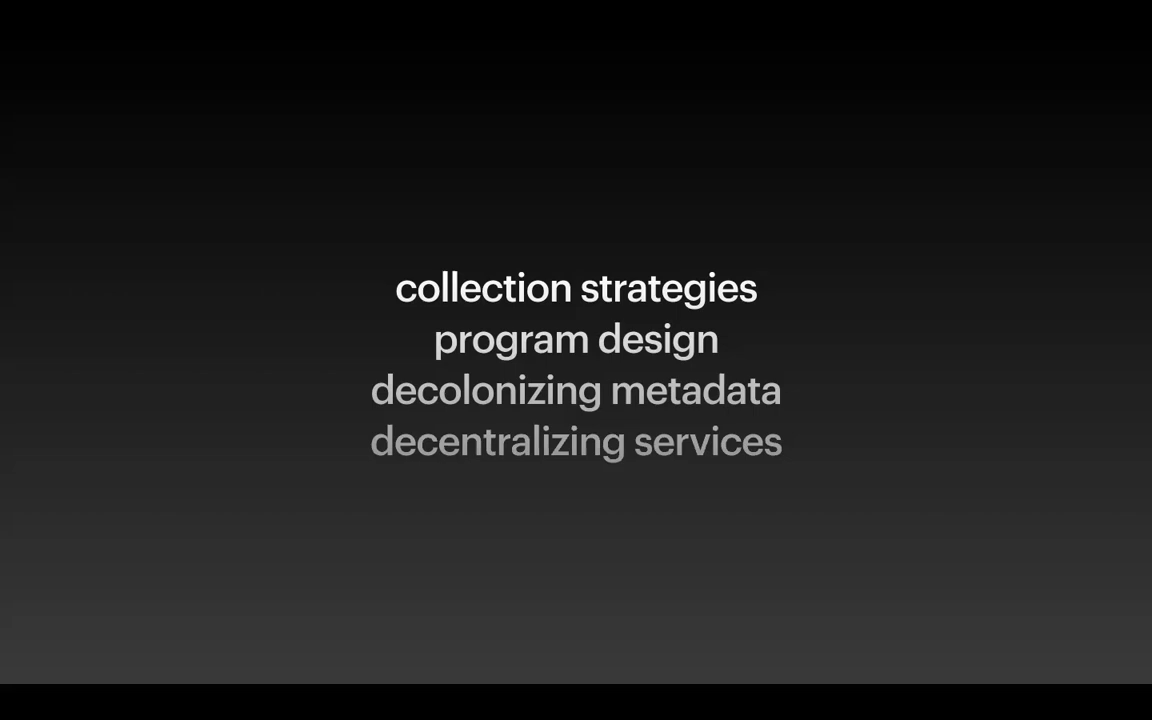 collection strategies
program design
decolonizing metadata
decentralizing services